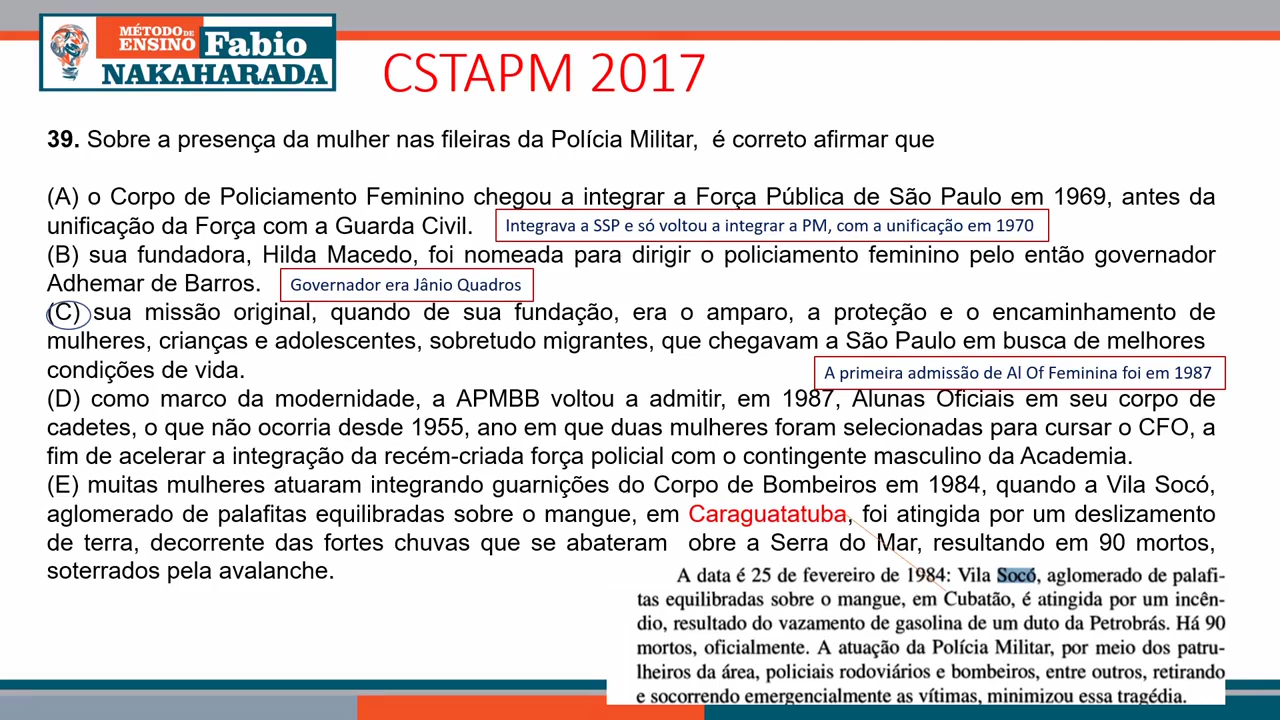 MÉTODO DE
ENSINO Fabio
NAKAHARADA
CSTAPM 2017
39. Sobre a presença da mulher nas fileiras da Polícia Militar, é correto afirmar que
(A) o Corpo de Policiamento Feminino chegou a integrar a Força Pública de São Paulo em 1969, antes da
unificação da Força com a Guarda Civil.
Integrava a SSP e só voltou a integrar a PM, com a unificação em 1970
(B) sua fundadora, Hilda Macedo, foi nomeada para dirigir o policiamento feminino pelo então governador
Adhemar de Barros.
Governador era Jânio Quadros
(C) sua missão original, quando de sua fundação, era o amparo, a proteção e o encaminhamento de
mulheres, crianças e adolescentes, sobretudo migrantes, que chegavam a São Paulo em busca de melhores
condições de vida.
A primeira admissão de Al Of Feminina foi em 1987
(D) como marco da modernidade, a APMBB voltou a admitir, em 1987, Alunas Oficiais em seu corpo de
cadetes, o que não ocorria desde 1955, ano em que duas mulheres foram selecionadas para cursar o CFO, a
fim de acelerar a integração da recém-criada força policial com o contingente masculino da Academia.
(E) muitas mulheres atuaram integrando guarnições do Corpo de Bombeiros em 1984, quando a Vila Socó,
aglomerado de palafitas equilibradas sobre o mangue, em Caraguatatuba, foi atingida por um deslizamento
de terra, decorrente das fortes chuvas que se abateram obre a Serra do Mar, resultando em 90 mortos,
soterrados pela avalanche.
A data é 25 de fevereiro de 1984: Vila Socó, aglomerado de palafi-
tas equilibradas sobre o mangue, em Cubatão, é atingida por um incên-
dio, resultado do vazamento de gasolina de um duto da Petrobrás. Há 90
mortos, oficialmente. A atuação da Polícia Militar, por meio dos patru-
lheiros da área, policiais rodoviários e bombeiros, entre outros, retirando
e socorrendo emergencialmente as vítimas, minimizou essa tragédia.